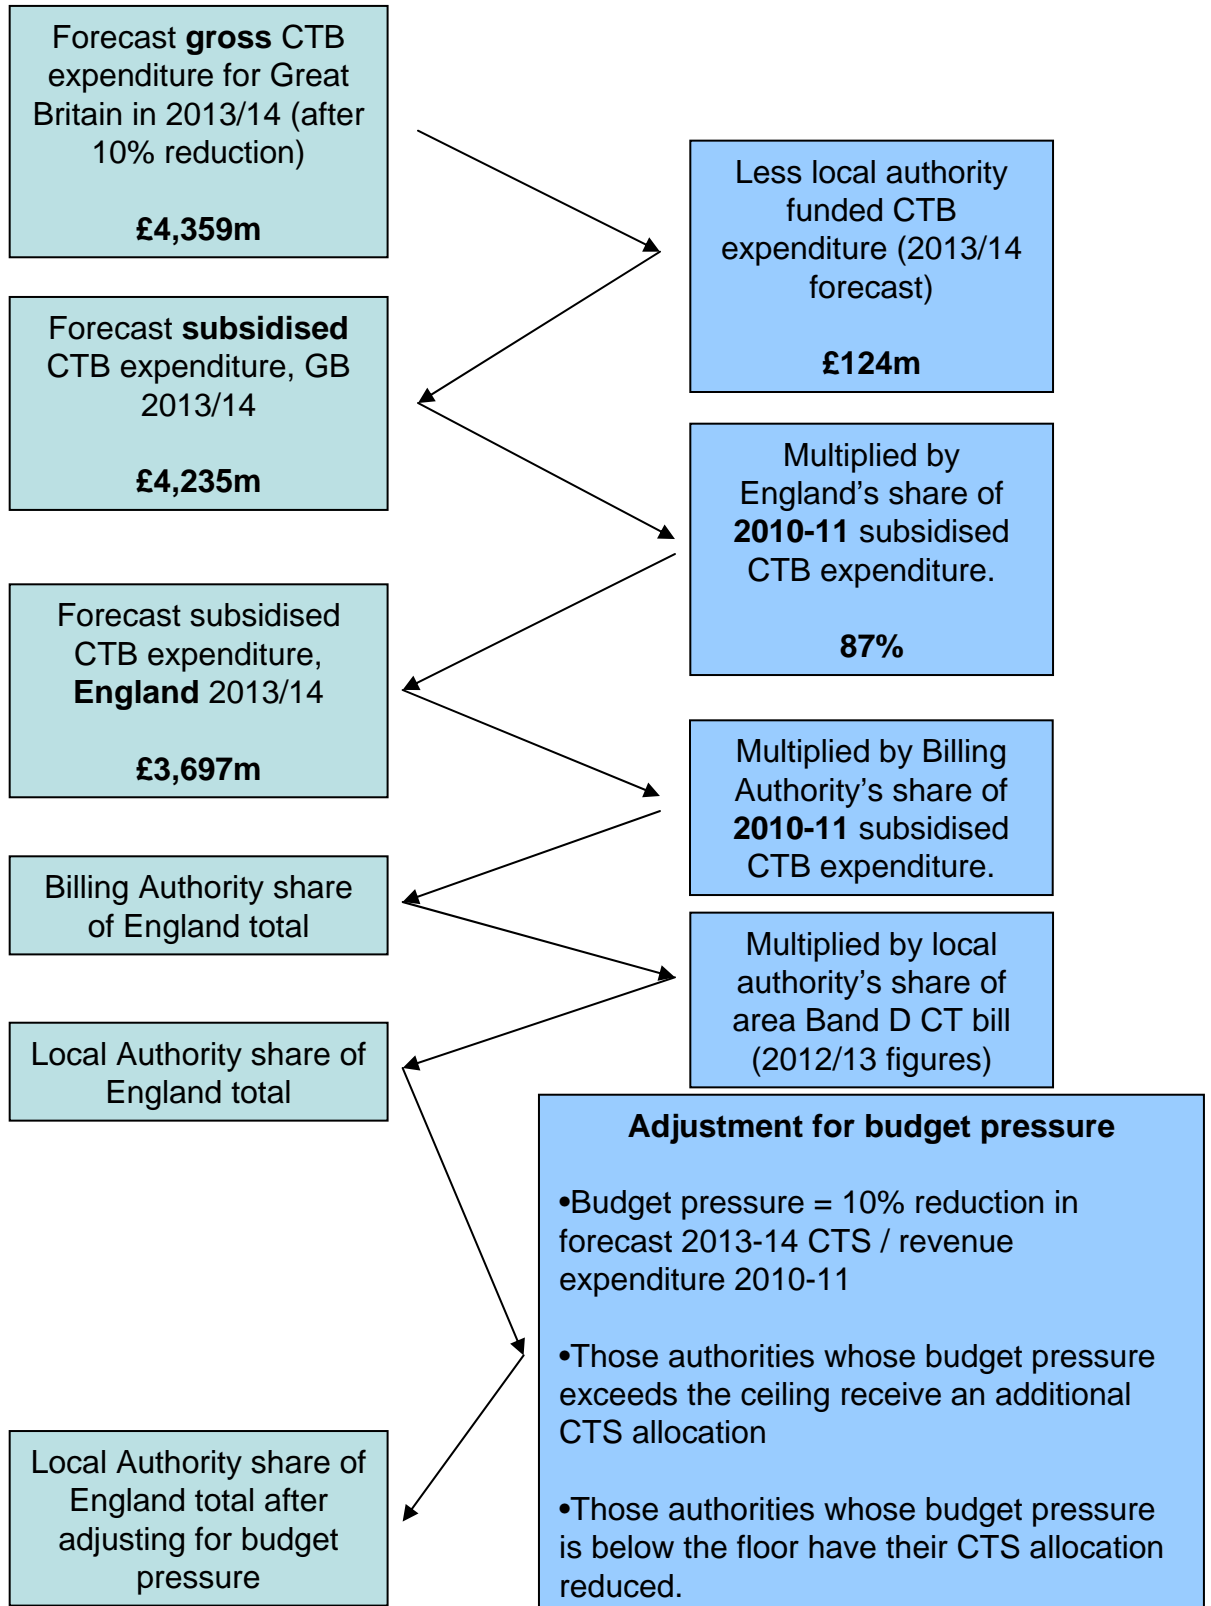 Forecast gross CTB
expenditure for Great
Britain in 2013/14 (after
10% reduction)
£4,359m
Less local authority
funded CTB
expenditure (2013/14
forecast)
£124m
Forecast subsidised
CTB expenditure, GB
2013/14
£4,235m
Multiplied by
England’s share of
2010-11 subsidised
CTB expenditure.
87%
Forecast subsidised
CTB expenditure,
England 2013/14
£3,697m
Multiplied by Billing
Authority’s share of
2010-11 subsidised
CTB expenditure.
Billing Authority share
of England total
Multiplied by local
authority’s share of
area Band D CT bill
(2012/13 figures)
Local Authority share of
England total
Adjustment for budget pressure
•Budget pressure = 10% reduction in
forecast 2013-14 CTS / revenue
expenditure 2010-11
•Those authorities whose budget pressure
exceeds the ceiling receive an additional
CTS allocation
•Those authorities whose budget pressure
is below the floor have their CTS allocation
reduced.
Local Authority share of
England total after
adjusting for budget
pressure